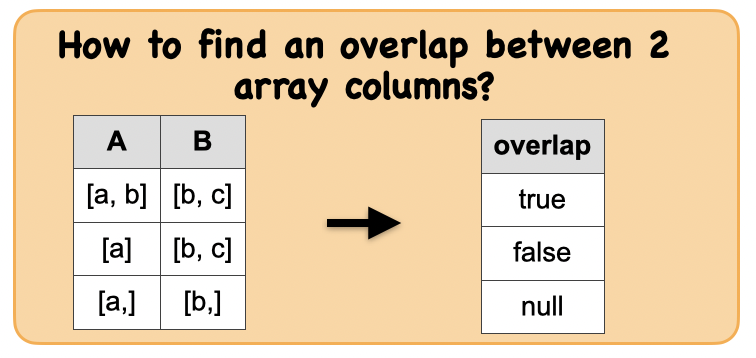 How to find an overlap between 2
array columns?
A B
[a, b] [b, c]
[a] [b, c]
[a,] [b,]
overlap
true
false
null